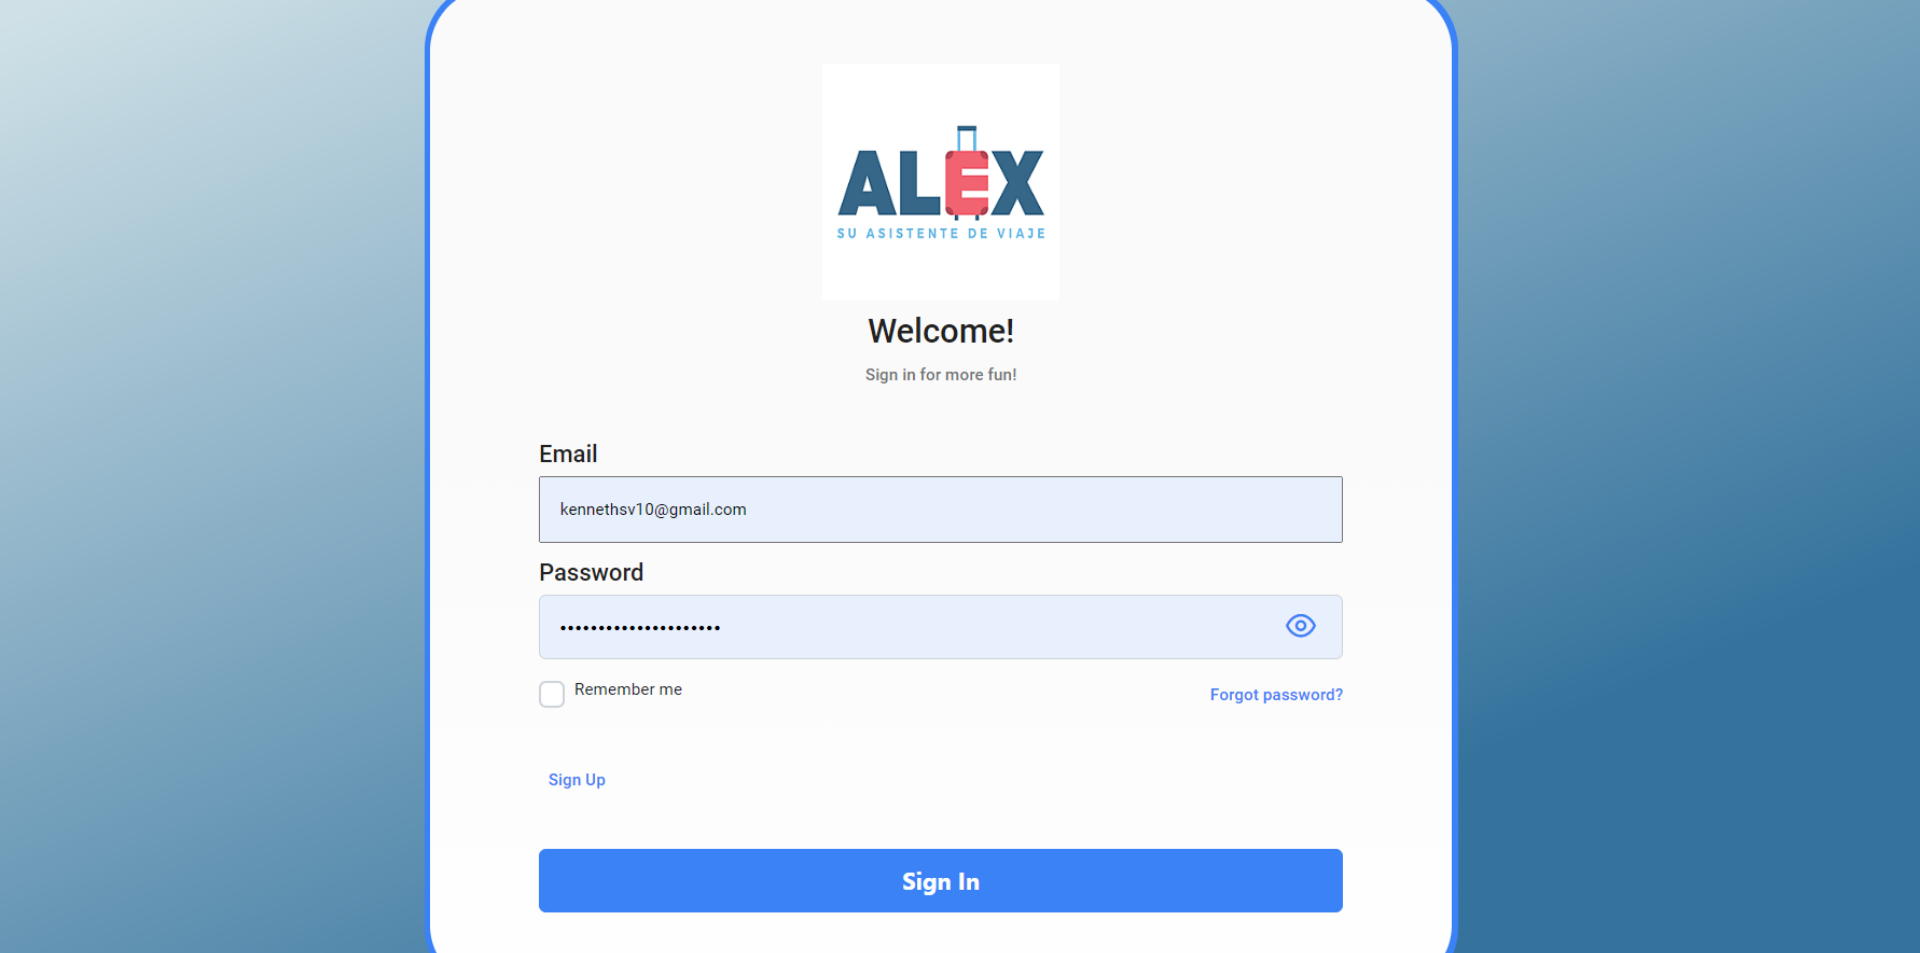 ALEX
SU ASISTENTE DE VIAJE
Welcome!
Sign in for more fun!
Email
kennethsv10@gmail.com
Password
•••••••••••••••••••••
Remember me
Forgot password?
Sign Up
Sign In